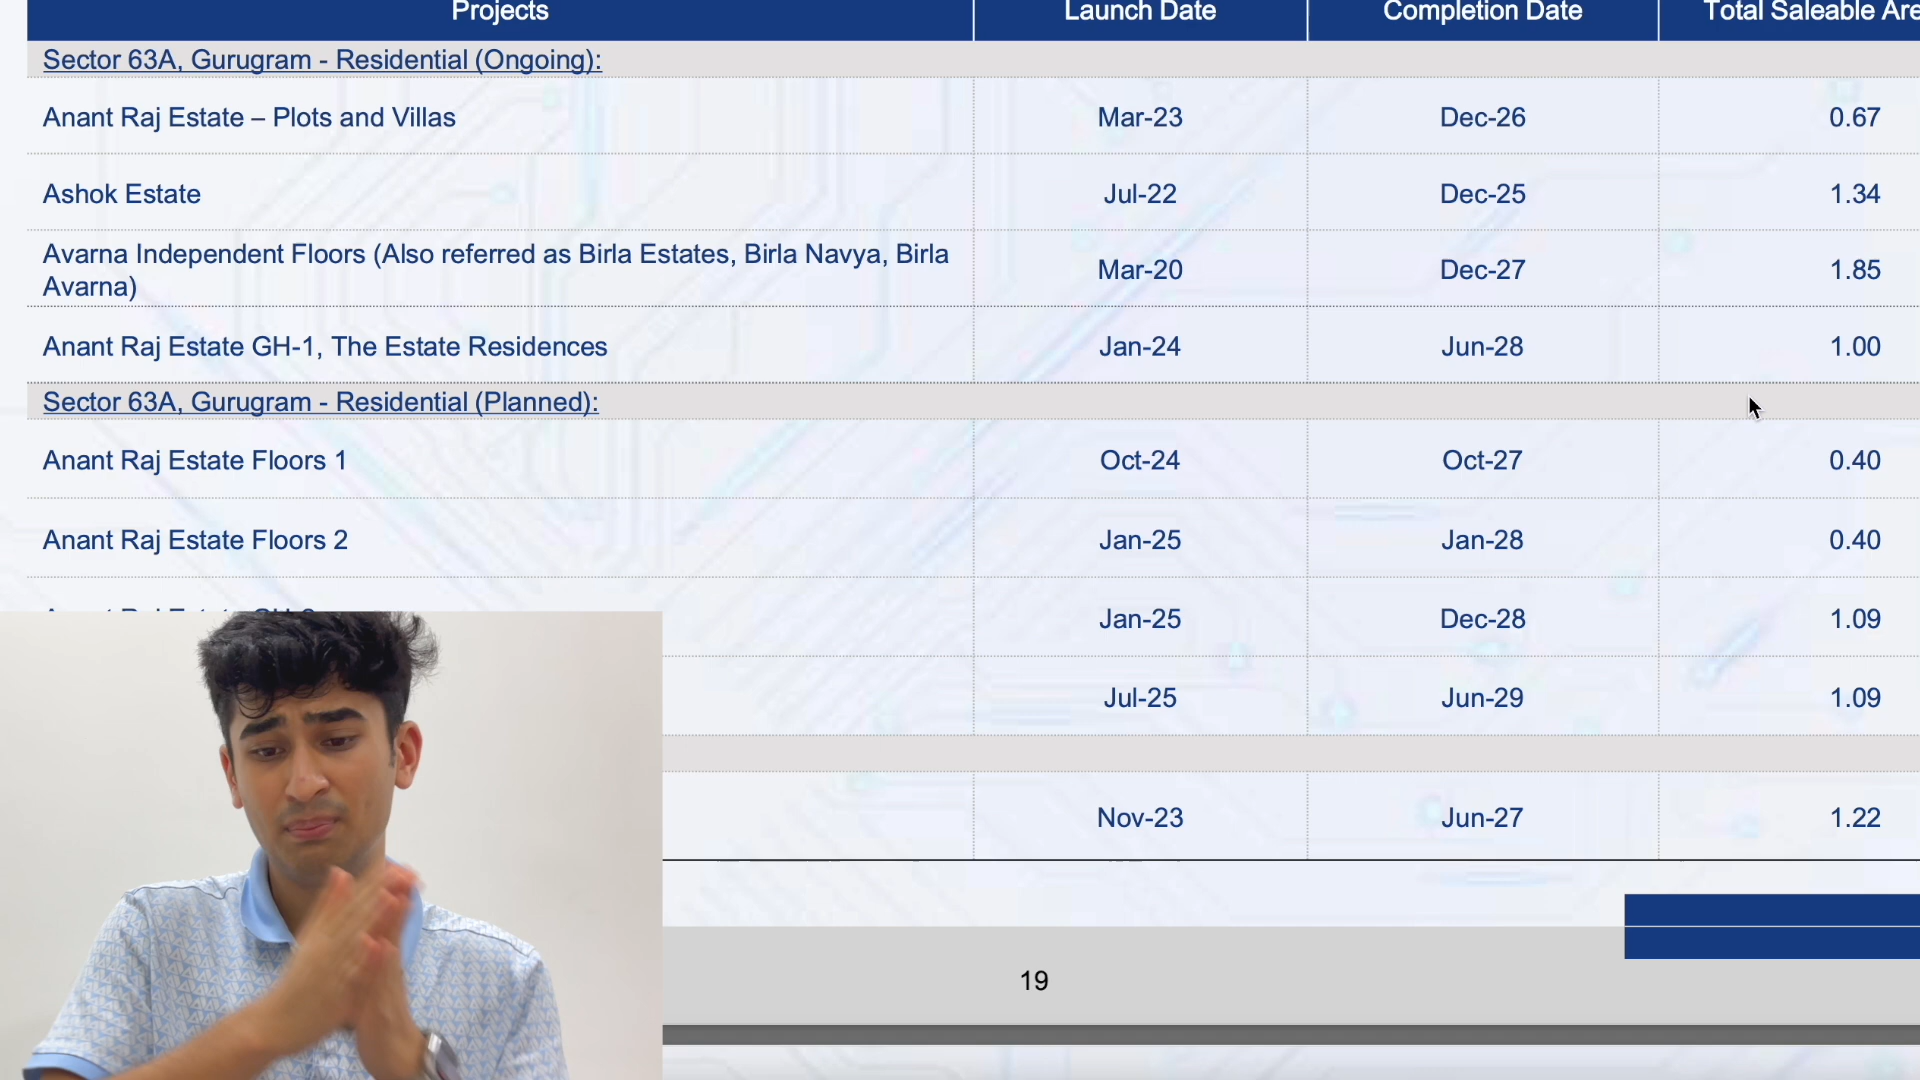 Projects Launch Date Completion Date Total Saleable
Sector 63A, Gurugram - Residential (Ongoing):
Anant Raj Estate – Plots and Villas Mar-23 Dec-26 0.67
Ashok Estate Jul-22 Dec-25 1.34
Avarna Independent Floors (Also referred as Birla Estates, Birla Navya, Birla
Avarna) Mar-20 Dec-27 1.85
Anant Raj Estate GH-1, The Estate Residences Jan-24 Jun-28 1.00
Sector 63A, Gurugram - Residential (Planned):
Anant Raj Estate Floors 1 Oct-24 Oct-27 0.40
Anant Raj Estate Floors 2 Jan-25 Jan-28 0.40
Jan-25 Dec-28 1.09
Jul-25 Jun-29 1.09
Nov-23 Jun-27 1.22
19